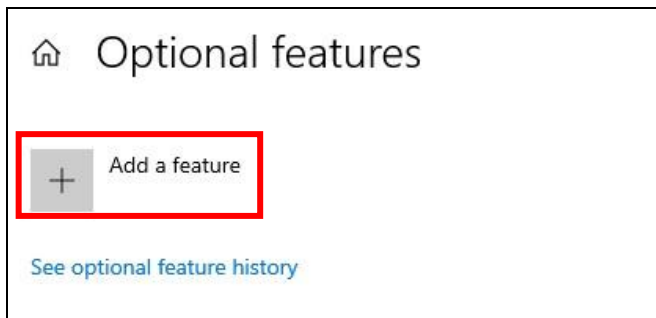 Optional features
Add a feature
See optional feature history